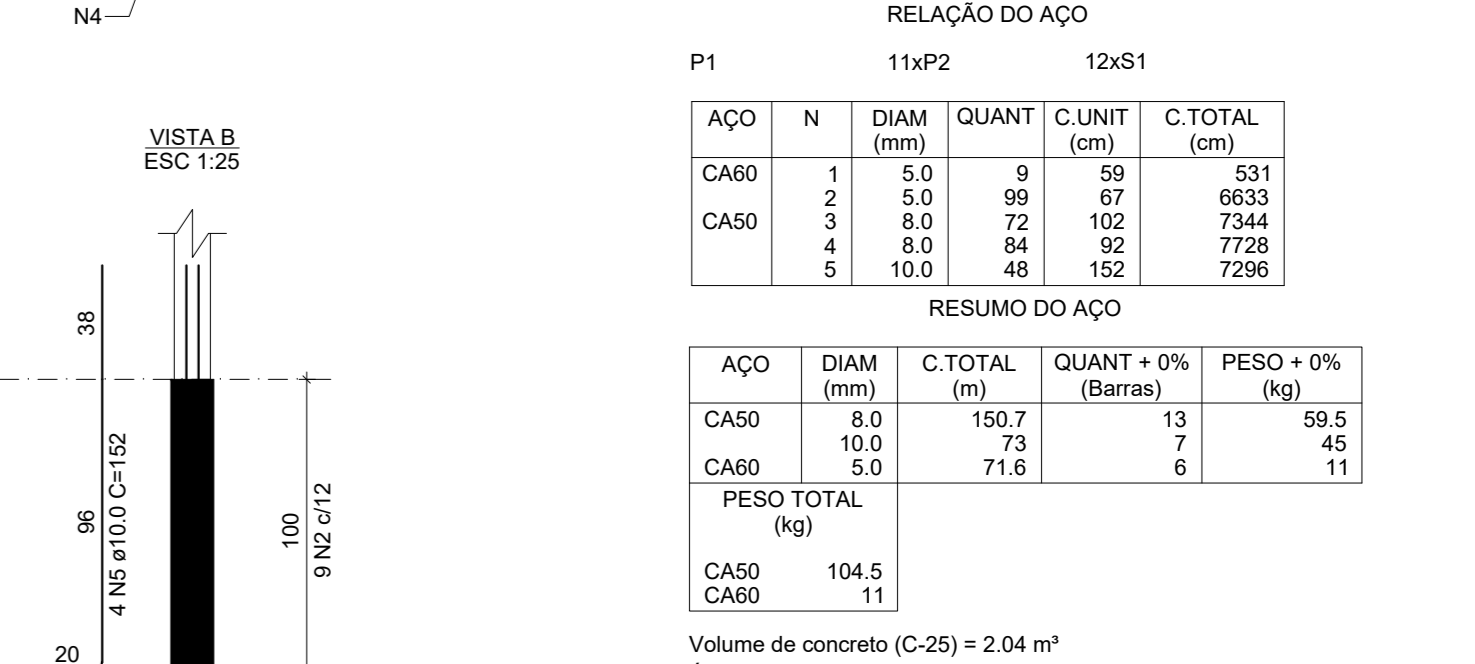 N4
VISTA B
ESC 1:25
38
96
4 N5 ø10.0 C=152
20
100
9 N2 c/12
RELAÇÃO DO AÇO
P1 11xP2 12xS1
AÇO N DIAM QUANT C.UNIT C.TOTAL
(mm) (cm) (cm)
CA60 1 5.0 9 59 531
2 5.0 99 67 6633
CA50 3 8.0 72 102 7344
4 8.0 84 92 7728
5 10.0 48 152 7296
RESUMO DO AÇO
AÇO DIAM C.TOTAL QUANT + 0% PESO + 0%
(mm) (m) (Barras) (kg)
CA50 8.0 150.7 13 59.5
10.0 73 7 45
CA60 5.0 71.6 6 11
PESO TOTAL
(kg)
CA50 104.5
CA60 11
Volume de concreto (C-25) = 2.04 m³